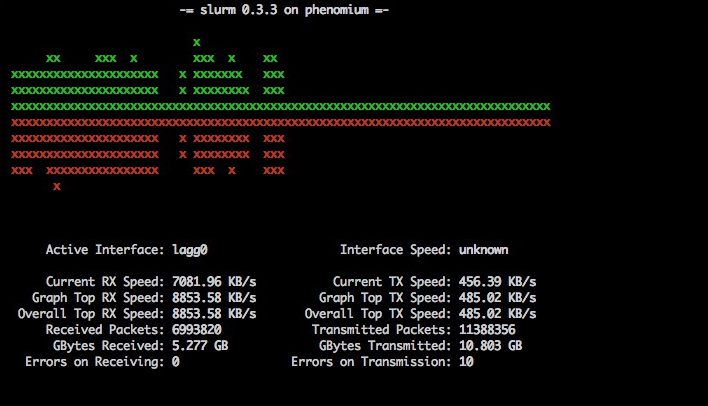 -= slurm 0.3.3 on phenomium =-
x
xx xxx x xxx x xx
xxxxxxxxxxxxxxxxxxxxx x xxxxxxx xxx
xxxxxxxxxxxxxxxxxxxxx x xxxxxxxx xxx
xxxxxxxxxxxxxxxxxxxxxxxxxxxxxxxxxxxxxxxxxxxxxxxxxxxxxxxxxxxxxxxxxxxxxxxxxxxxx
xxxxxxxxxxxxxxxxxxxxxxxxxxxxxxxxxxxxxxxxxxxxxxxxxxxxxxxxxxxxxxxxxxxxxxxxxxxxx
xxxxxxxxxxxxxxxxxxxxx x xxxxxxxx xxx
xxxxxxxxxxxxxxxxxxxxx x xxxxxxxx xxx
xxx xxxxxxxxxxxxxxxx xxx x xxx
x
Active Interface: lagg0 Interface Speed: unknown
Current RX Speed: 7081.96 KB/s Current TX Speed: 456.39 KB/s
Graph Top RX Speed: 8853.58 KB/s Graph Top TX Speed: 485.02 KB/s
Overall Top RX Speed: 8853.58 KB/s Overall Top TX Speed: 485.02 KB/s
Received Packets: 6993820 Transmitted Packets: 11388356
GBytes Received: 5.277 GB GBytes Transmitted: 10.803 GB
Errors on Receiving: 0 Errors on Transmission: 10